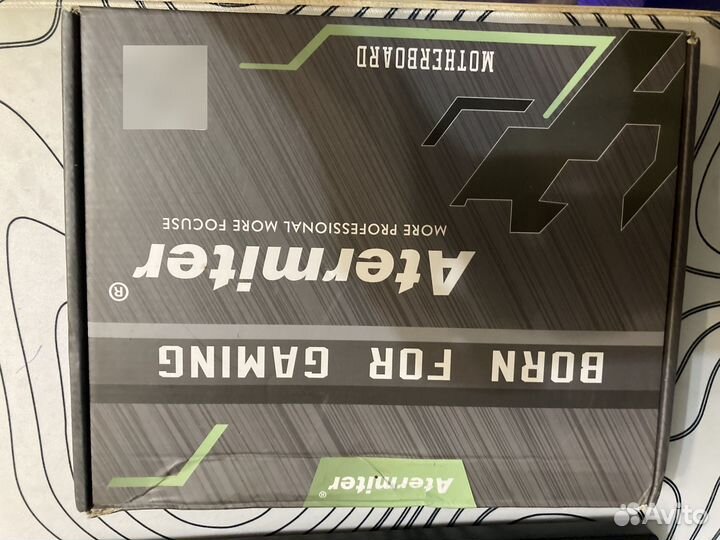 Atermiter®
BORN FOR GAMING
Atermiter®
MORE PROFESSIONAL MORE FOCUSE
MOTHERBOARD
Avito